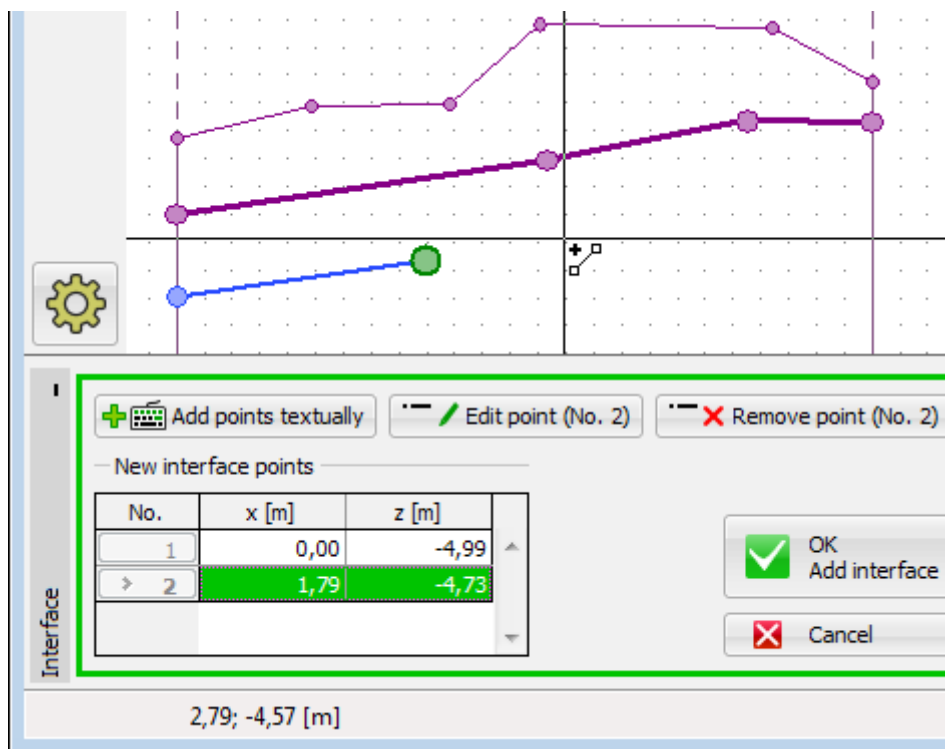 Add points textually Edit point (No. 2) Remove point (No. 2)
New interface points
No. x [m] z [m]
1 0,00 -4,99
2 1,79 -4,73
OK
Add interface
Cancel
Interface
2,79; -4,57 [m]